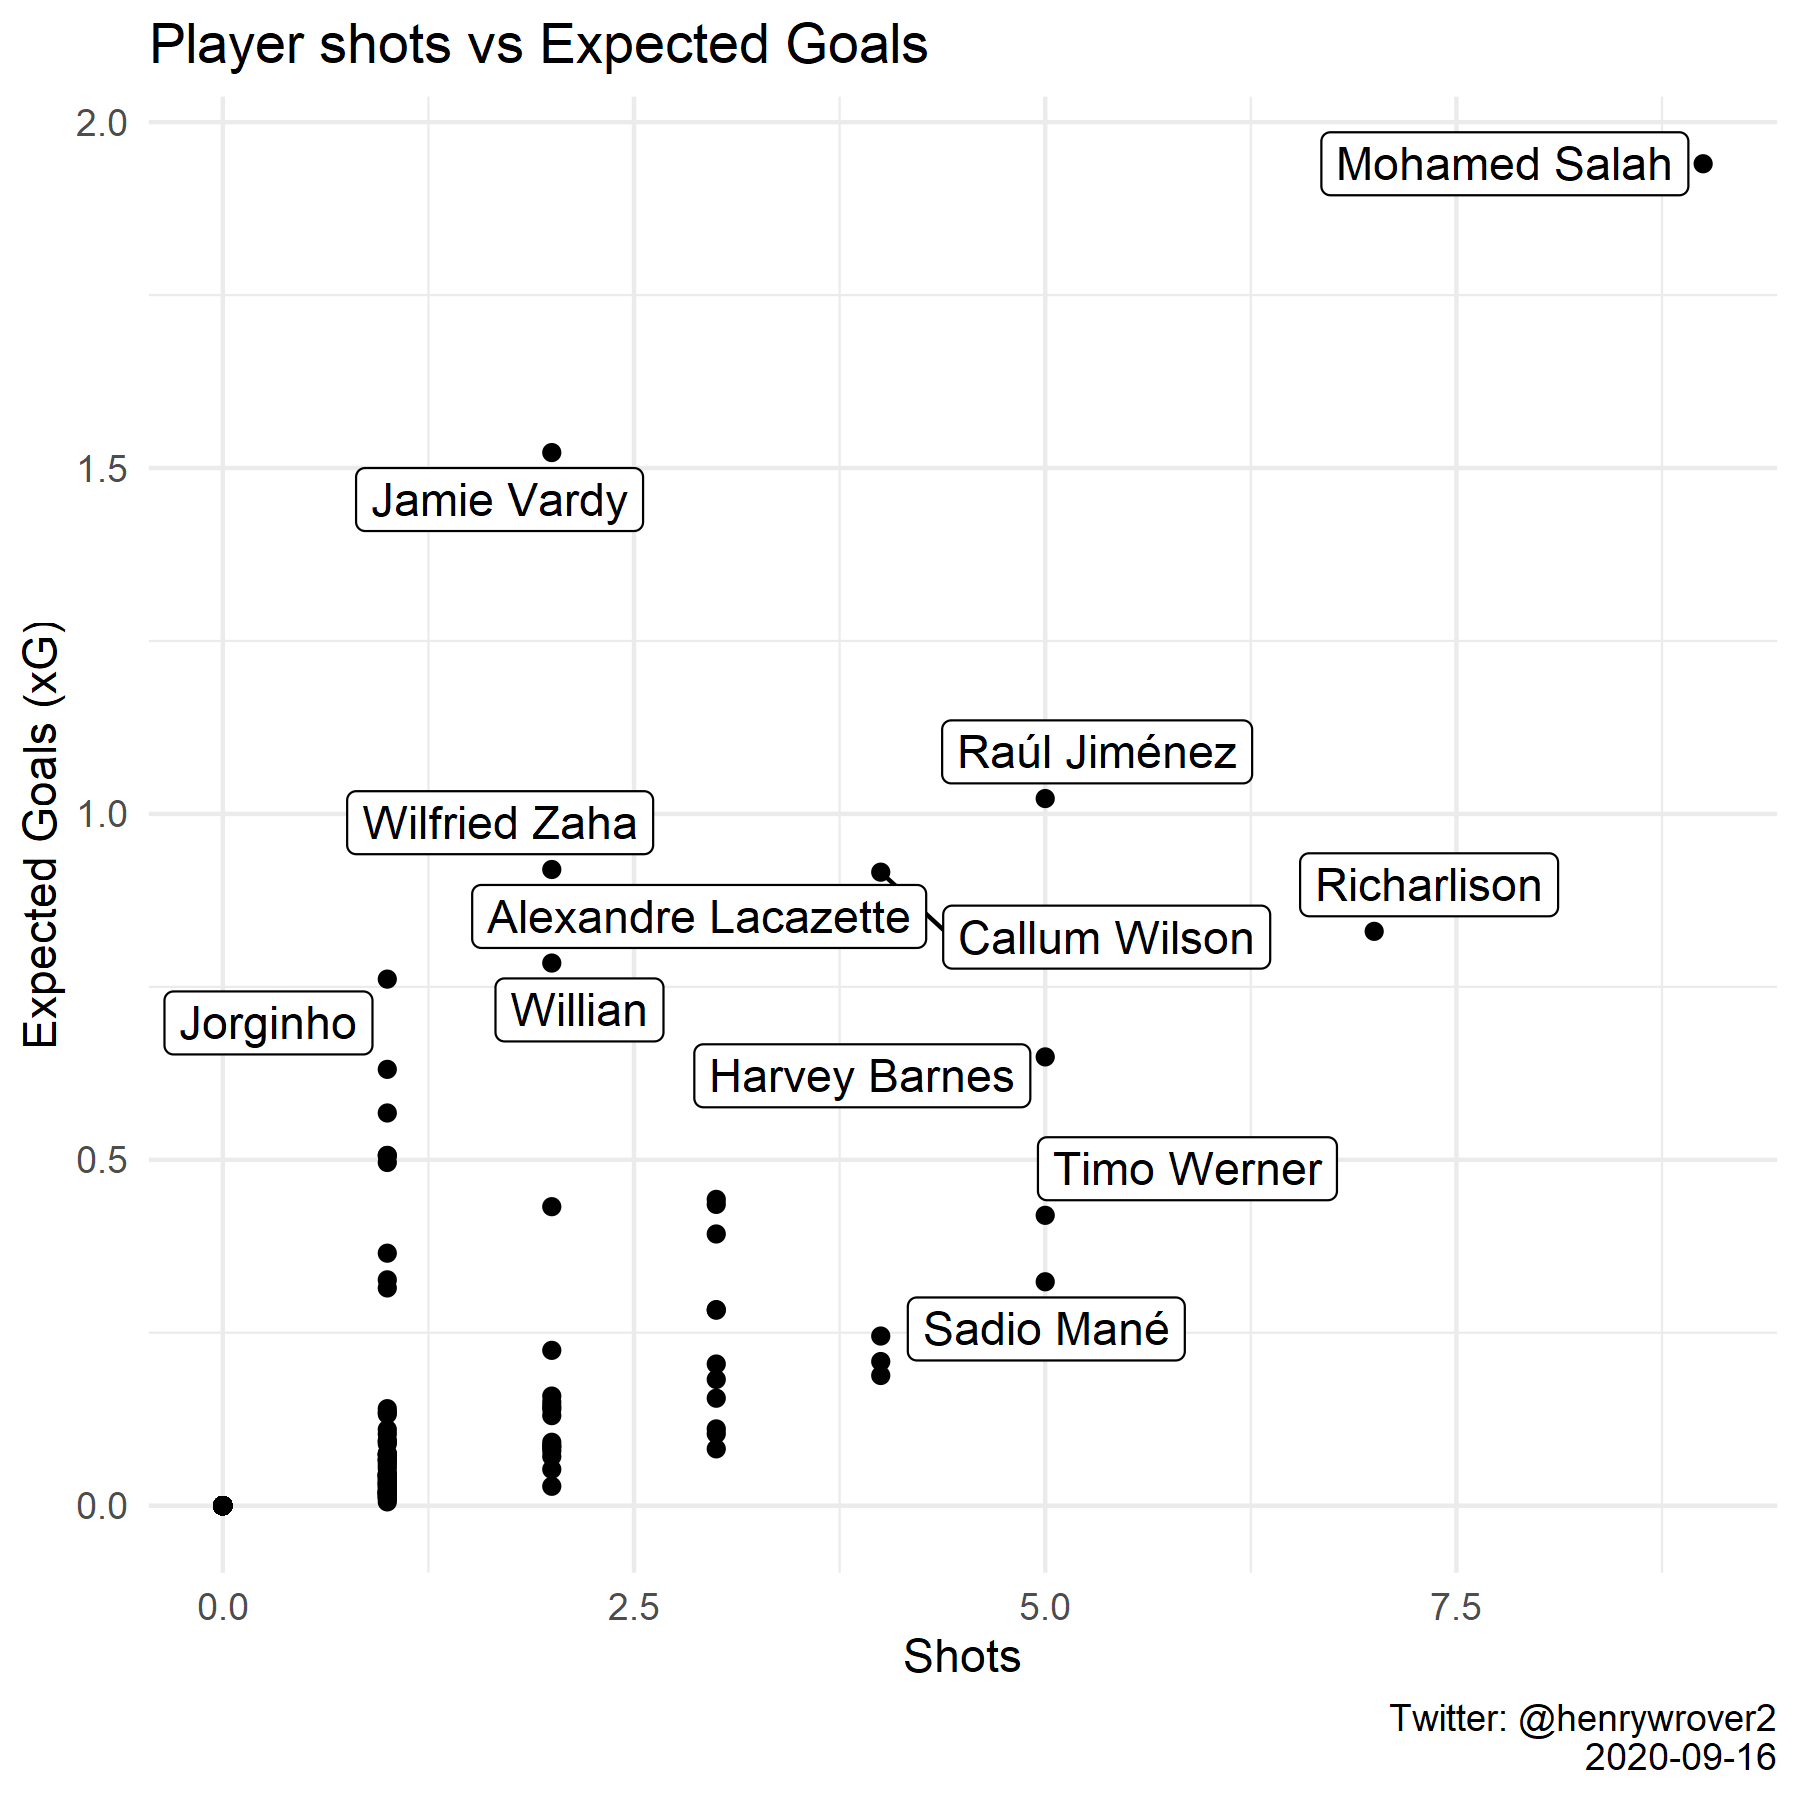 Player shots vs Expected Goals
2.0
Mohamed Salah
1.5
Jamie Vardy
Raúl Jiménez
1.0
Wilfried Zaha
Richarlison
Alexandre Lacazette
Callum Wilson
Jorginho
Willian
Harvey Barnes
0.5
Timo Werner
Sadio Mané
0.0
Expected Goals (xG)
0.0 2.5 5.0 7.5
Shots
Twitter: @henrywrover2
2020-09-16